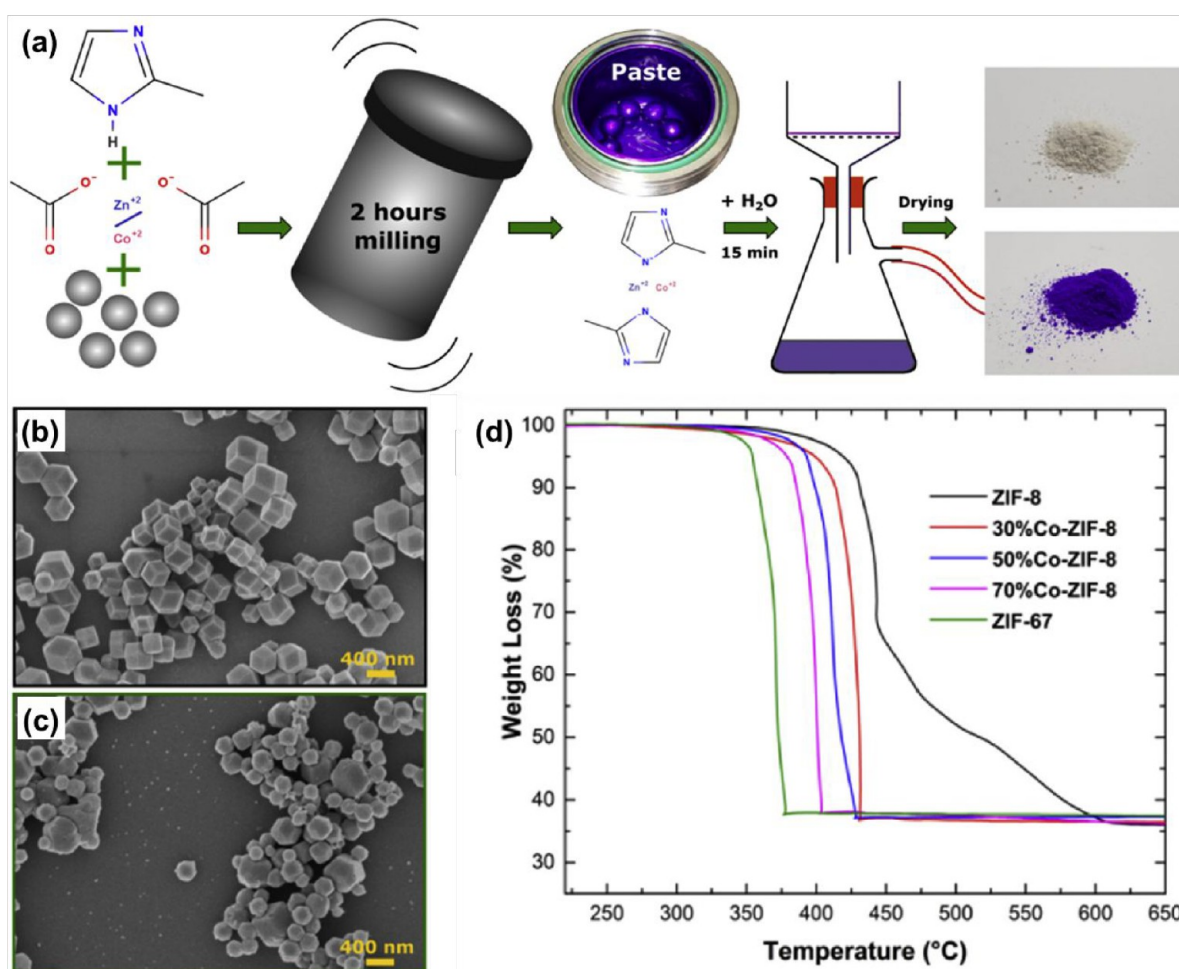 (a)
N
N
H
+
O⁻
O⁻
Zn⁺²
Co⁺²
O
O
+
2 hours
milling
Paste
N
N⁻
Zn⁺² Co⁺²
N⁻
N
+ H₂O
15 min
Drying
(b)
400 nm
(c)
400 nm
(d)
100
90
80
70
60
50
40
30
Weight Loss (%)
ZIF-8
30%Co-ZIF-8
50%Co-ZIF-8
70%Co-ZIF-8
ZIF-67
250 300 350 400 450 500 550 600 650
Temperature (°C)